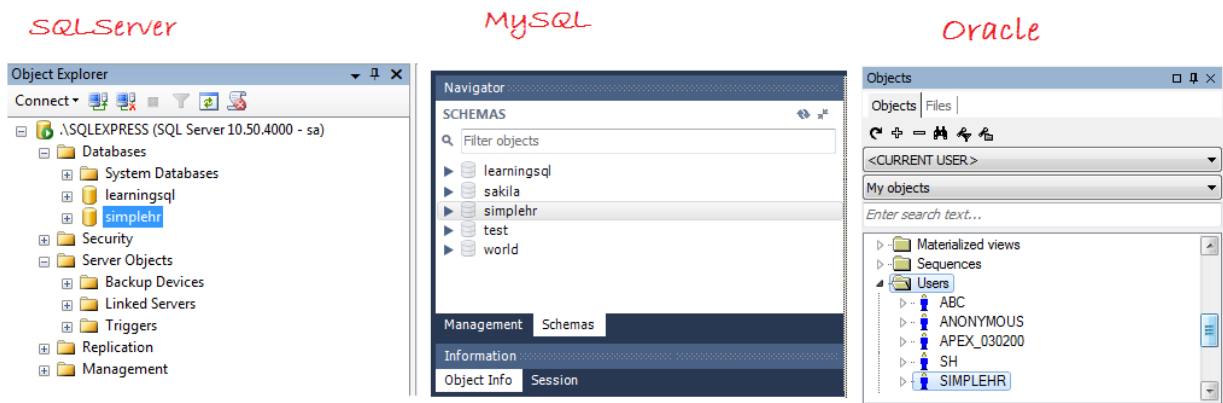 SQLServer
Object Explorer
Connect
.\SQLEXPRESS (SQL Server 10.50.4000 - sa)
Databases
System Databases
learningsql
simplehr
Security
Server Objects
Backup Devices
Linked Servers
Triggers
Replication
Management
MySQL
Navigator
SCHEMAS
Filter objects
learningsql
sakila
simplehr
test
world
Management Schemas
Information
Object Info Session
Oracle
Objects
Objects Files
<CURRENT USER>
My objects
Enter search text...
Materialized views
Sequences
Users
ABC
ANONYMOUS
APEX_030200
SH
SIMPLEHR